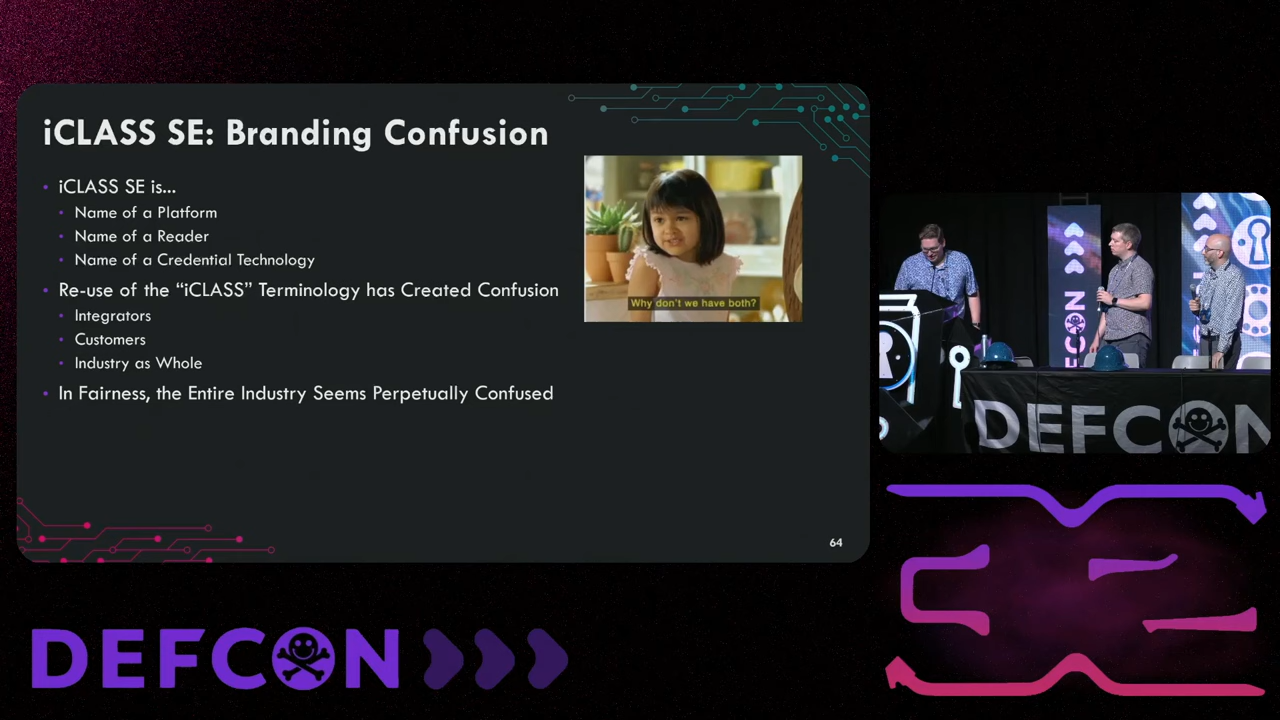 iCLASS SE: Branding Confusion
• iCLASS SE is...
• Name of a Platform
• Name of a Reader
• Name of a Credential Technology
• Re-use of the “iCLASS” Terminology has Created Confusion
• Integrators
• Customers
• Industry as Whole
• In Fairness, the Entire Industry Seems Perpetually Confused
Why don't we have both?
64
DEFCON
DEFCON
DEFCON